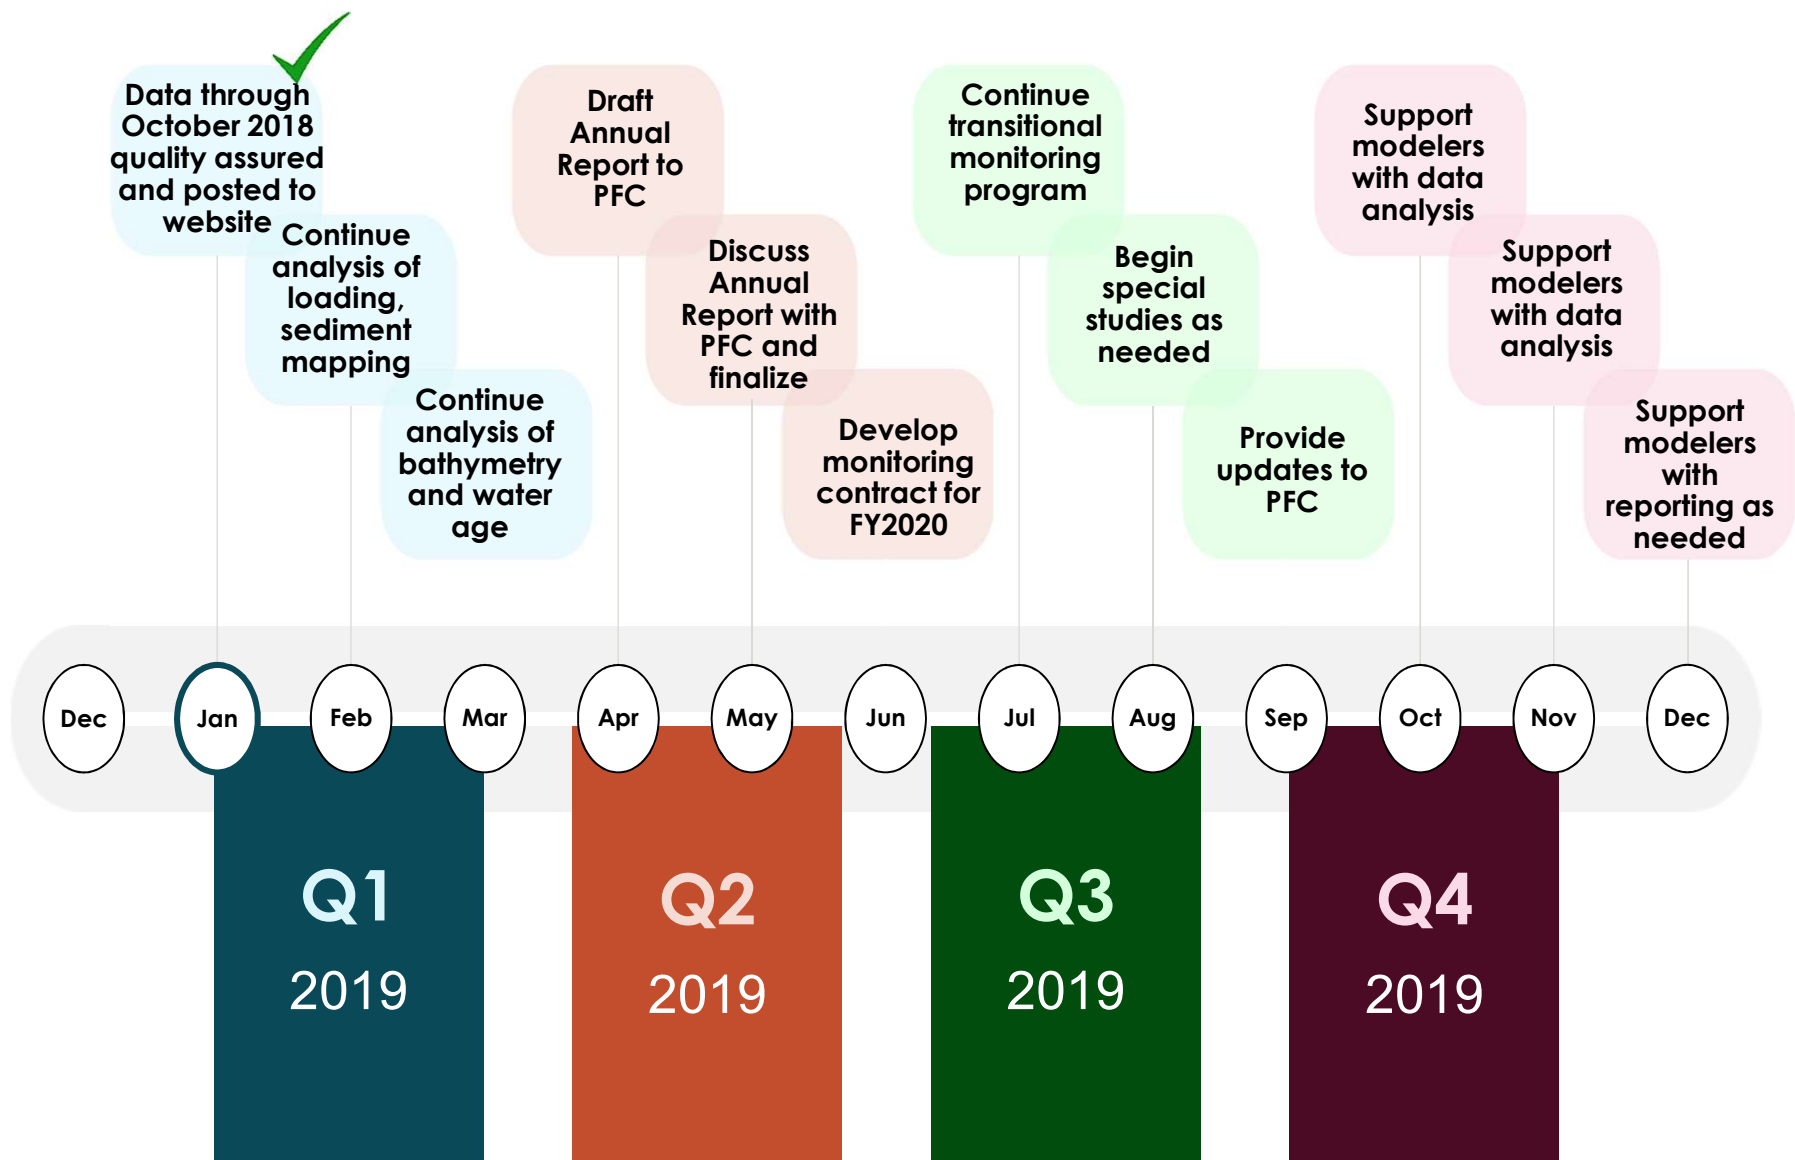 Data through
October 2018
quality assured
and posted to
website
Continue
analysis of
loading,
sediment
mapping
Continue
analysis of
bathymetry
and water
age
Draft
Annual
Report to
PFC
Discuss
Annual
Report with
PFC and
finalize
Develop
monitoring
contract for
FY2020
Continue
transitional
monitoring
program
Begin
special
studies as
needed
Provide
updates to
PFC
Support
modelers
with data
analysis
Support
modelers
with data
analysis
Support
modelers
with
reporting as
needed
Dec
Jan
Feb
Mar
Apr
May
Jun
Jul
Aug
Sep
Oct
Nov
Dec
Q1
2019
Q2
2019
Q3
2019
Q4
2019